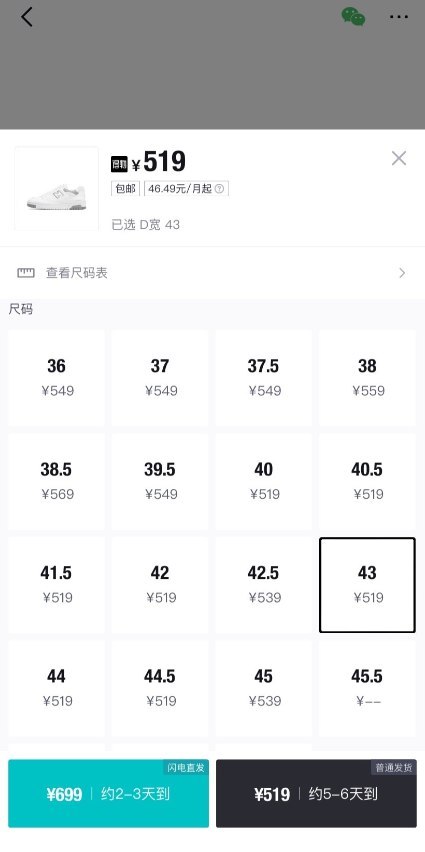 得物 ¥519
包邮 46.49元/月起
已选 D宽 43
查看尺码表
尺码
36 37 37.5 38
¥549 ¥549 ¥549 ¥559
38.5 39.5 40 40.5
¥569 ¥549 ¥519 ¥519
41.5 42 42.5 43
¥519 ¥519 ¥539 ¥519
44 44.5 45 45.5
¥519 ¥519 ¥539 ¥--
闪电直发 普通发货
¥699 约2-3天到 ¥519 约5-6天到